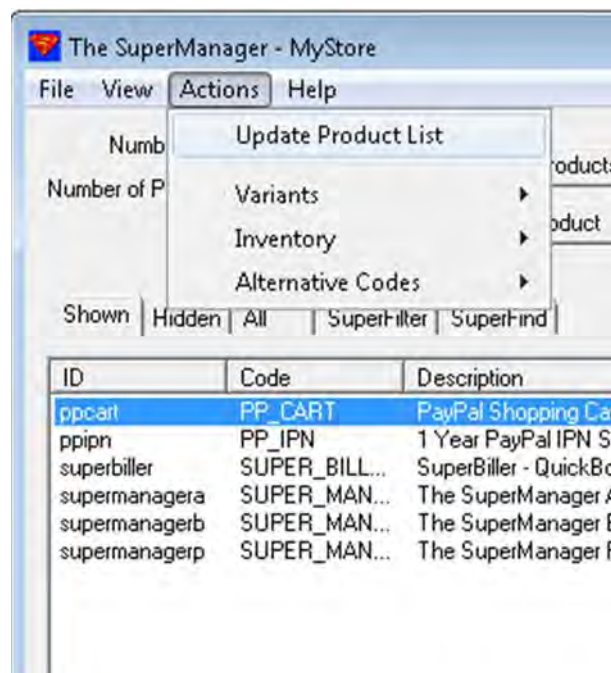 The SuperManager - MyStore
File View Actions Help
Update Product List
Numb
Number of P
Variants
Inventory
Alternative Codes
Shown Hidden All SuperFilter SuperFind
ID Code Description
ppcart PP_CART PayPal Shopping Ca
ppipn PP_IPN 1 Year PayPal IPN S
superbiller SUPER_BILL... SuperBiller - QuickBo
supermanagera SUPER_MAN... The SuperManager
supermanagerb SUPER_MAN... The SuperManager
supermanagerp SUPER_MAN... The SuperManager